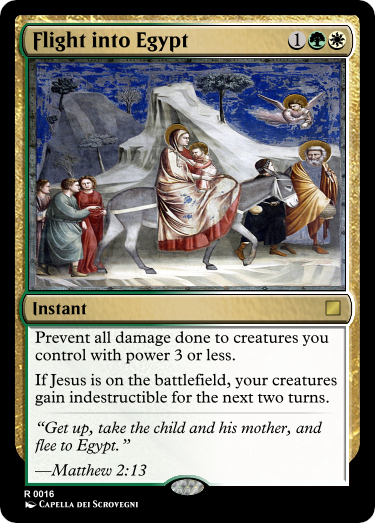 Flight into Egypt 1
Instant
Prevent all damage done to creatures you
control with power 3 or less.
If Jesus is on the battlefield, your creatures
gain indestructible for the next two turns.
“Get up, take the child and his mother, and
flee to Egypt.”
—Matthew 2:13
R 0016
Capella dei Scrovegni